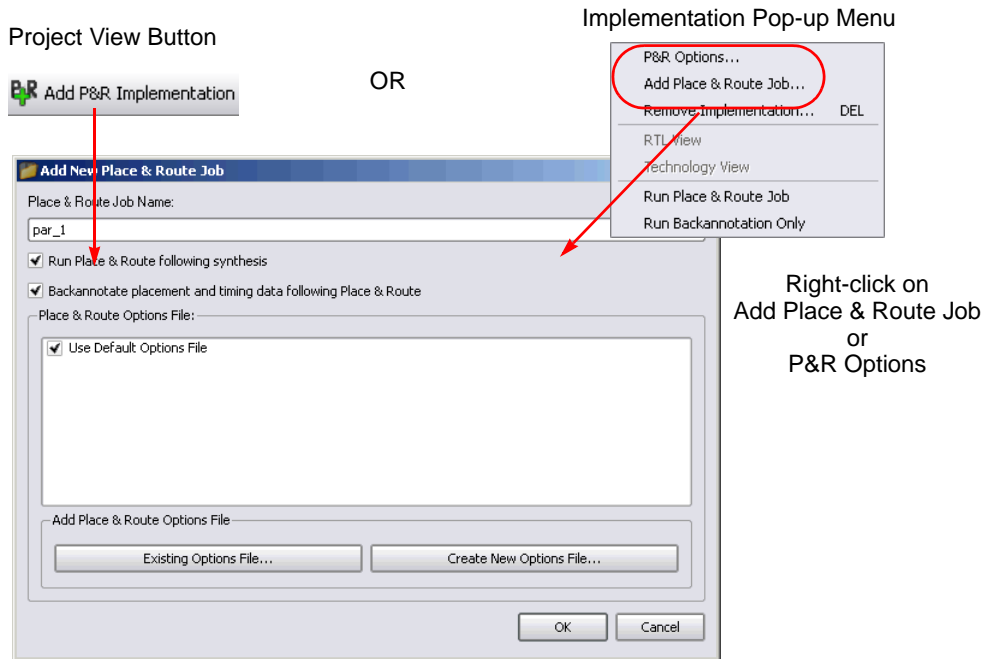 Project View Button
P&R Add P&R Implementation
OR
Implementation Pop-up Menu
P&R Options...
Add Place & Route Job...
Remove Implementation... DEL
RTL View
Technology View
Run Place & Route Job
Run Backannotation Only
Right-click on
Add Place & Route Job
or
P&R Options
Add New Place & Route Job
Place & Route Job Name:
par_1
Run Place & Route following synthesis
Backannotate placement and timing data following Place & Route
Place & Route Options File:
Use Default Options File
Add Place & Route Options File
Existing Options File...
Create New Options File...
OK
Cancel